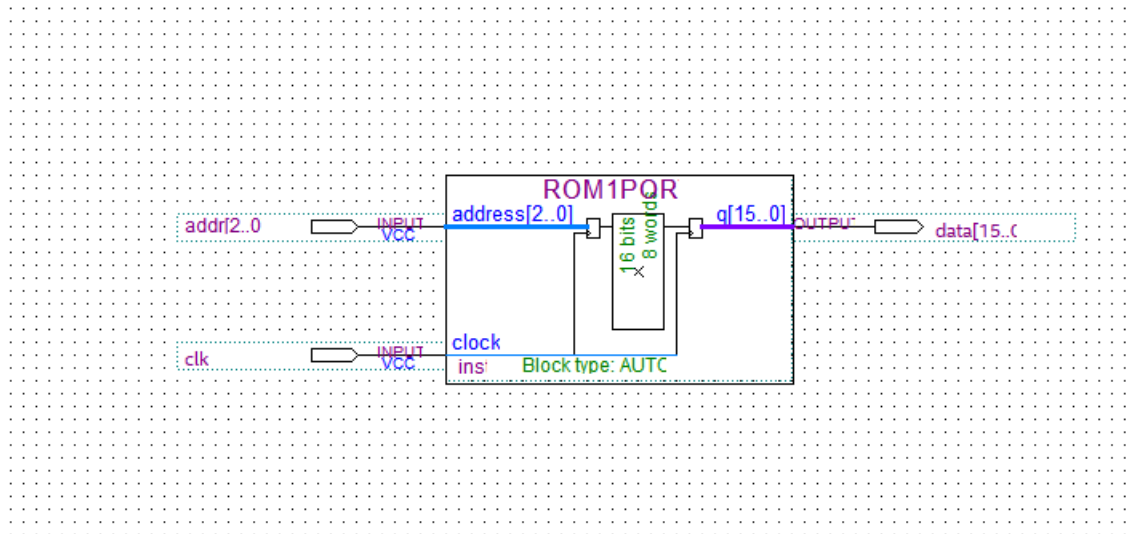 ROM1PQR
addr[2..0
INPUT
VCC
address[2..0]
16 bits
8 words
q[15..0]
OUTPUT
data[15..0
clk
INPUT
VCC
clock
inst
Block type: AUTO